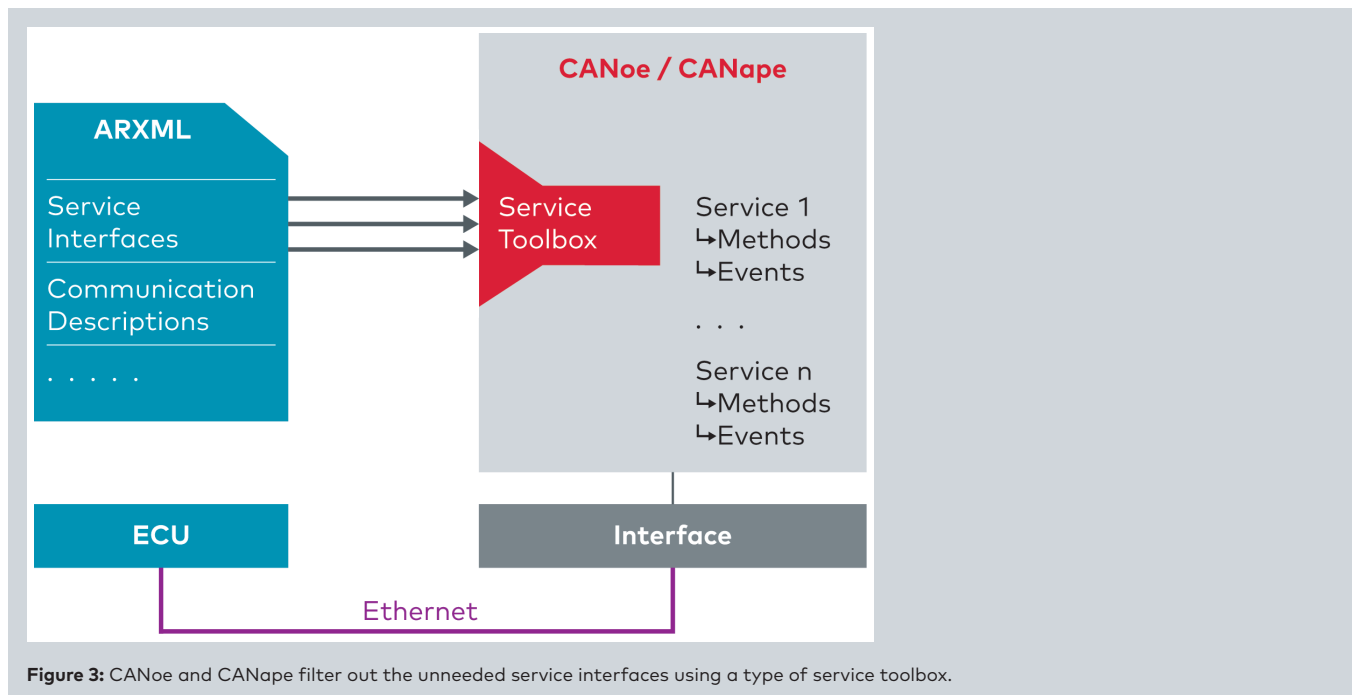 CANoe / CANape
ARXML
Service
Interfaces
Communication
Descriptions
. . . . .
Service
Toolbox
Service 1
↳Methods
↳Events
. . .
Service n
↳Methods
↳Events
ECU
Interface
Ethernet
Figure 3: CANoe and CANape filter out the unneeded service interfaces using a type of service toolbox.